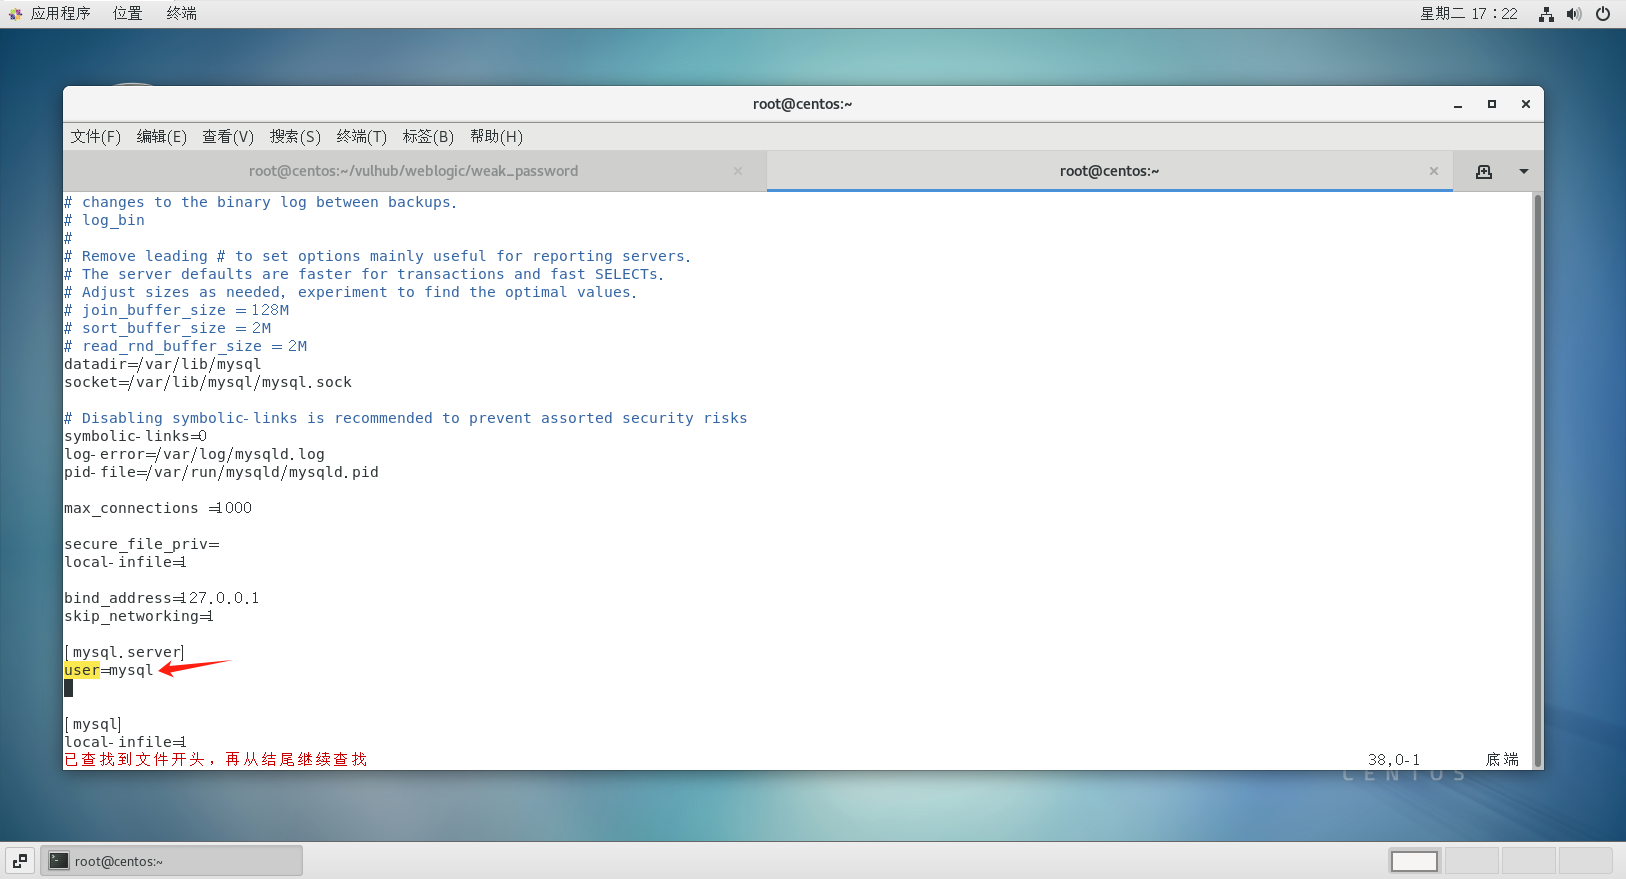 应用程序 位置 终端 星期二 17：22
root@centos:~
文件(F) 编辑(E) 查看(V) 搜索(S) 终端(T) 标签(B) 帮助(H)
root@centos:~/vulhub/weblogic/weak_password root@centos:~
# changes to the binary log between backups.
# log_bin
#
# Remove leading # to set options mainly useful for reporting servers.
# The server defaults are faster for transactions and fast SELECTs.
# Adjust sizes as needed, experiment to find the optimal values.
# join_buffer_size = 128M
# sort_buffer_size = 2M
# read_rnd_buffer_size = 2M
datadir=/var/lib/mysql
socket=/var/lib/mysql/mysql.sock
# Disabling symbolic-links is recommended to prevent assorted security risks
symbolic-links=0
log-error=/var/log/mysqld.log
pid-file=/var/run/mysqld/mysqld.pid
max_connections =1000
secure_file_priv=
local-infile=1
bind_address=127.0.0.1
skip_networking=1
[mysql.server]
user=mysql
[mysql]
local-infile=1
已查找到文件开头，再从结尾继续查找 38,0-1 底端
CENTOS
root@centos:~